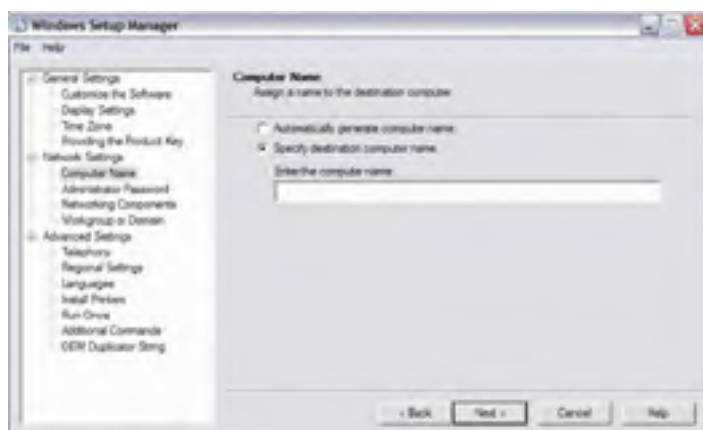 Windows Setup Manager
File Help
General Settings
Customize the Software
Display Settings
Time Zone
Providing the Product Key
Network Settings
Computer Name
Administrator Password
Networking Components
Workgroup or Domain
Advanced Settings
Telephony
Regional Settings
Languages
Install Printers
Run Once
Additional Commands
OEM Duplicator String
Computer Name
Assign a name to the destination computer.
Automatically generate computer name
Specify destination computer name
Enter the computer name:
< Back Next > Cancel Help